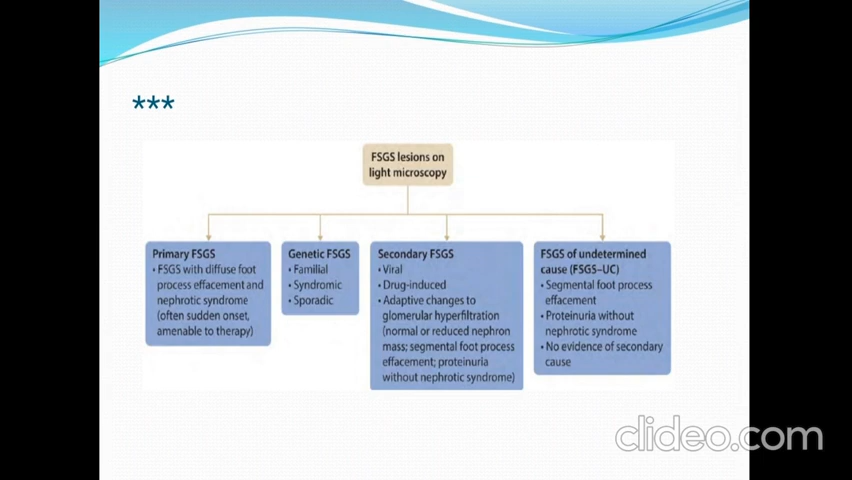 ***
FSGS lesions on
light microscopy
Primary FSGS
• FSGS with diffuse foot
process effacement and
nephrotic syndrome
(often sudden onset,
amenable to therapy)
Genetic FSGS
• Familial
• Syndromic
• Sporadic
Secondary FSGS
• Viral
• Drug-induced
• Adaptive changes to
glomerular hyperfiltration
(normal or reduced nephron
mass; segmental foot process
effacement; proteinuria
without nephrotic syndrome)
FSGS of undetermined
cause (FSGS–UC)
• Segmental foot process
effacement
• Proteinuria without
nephrotic syndrome
• No evidence of secondary
cause
clideo.com